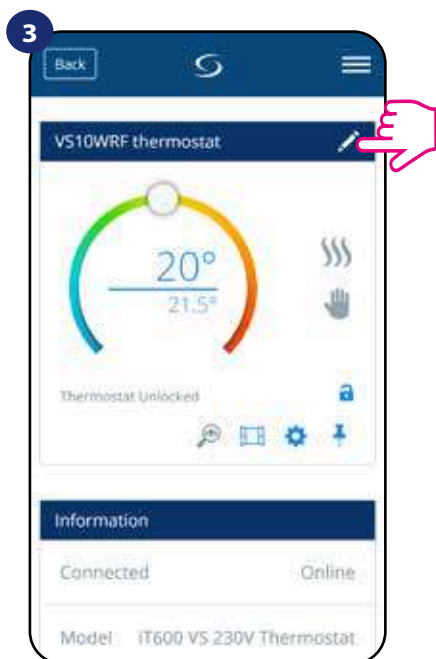 3
Back
VS10WRF thermostat
20°
21.5°
Thermostat Unlocked
Information
Connected Online
Model iT600 VS 230V Thermostat